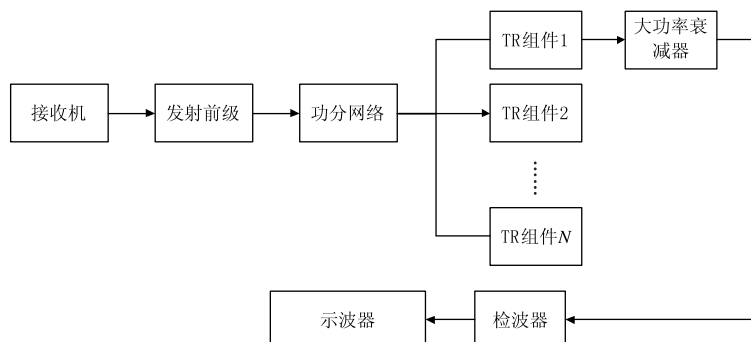 TR组件1
大功率衰
减器
接收机
发射前级
功分网络
TR组件2
TR组件N
示波器
检波器